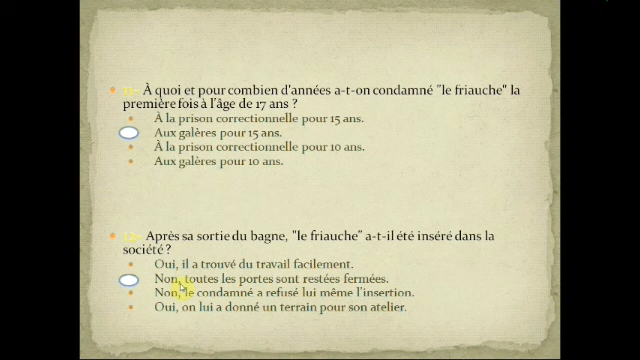 11- À quoi et pour combien d'années a-t-on condamné "le friauche" la
première fois à l'âge de 17 ans ?
À la prison correctionnelle pour 15 ans.
Aux galères pour 15 ans.
À la prison correctionnelle pour 10 ans.
Aux galères pour 10 ans.
12- Après sa sortie du bagne, "le friauche" a-t-il été inséré dans la
société ?
Oui, il a trouvé du travail facilement.
Non, toutes les portes sont restées fermées.
Non, le condamné a refusé lui même l'insertion.
Oui, on lui a donné un terrain pour son atelier.